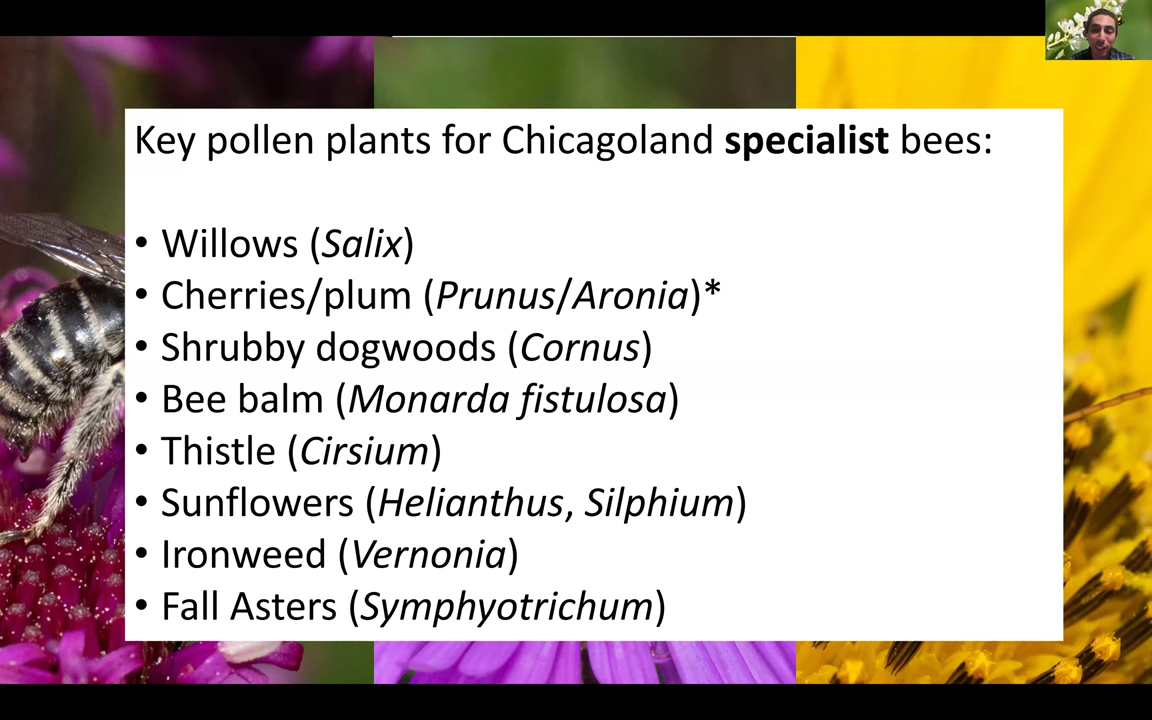 Key pollen plants for Chicagoland specialist bees:
• Willows (Salix)
• Cherries/plum (Prunus/Aronia)*
• Shrubby dogwoods (Cornus)
• Bee balm (Monarda fistulosa)
• Thistle (Cirsium)
• Sunflowers (Helianthus, Silphium)
• Ironweed (Vernonia)
• Fall Asters (Symphyotrichum)